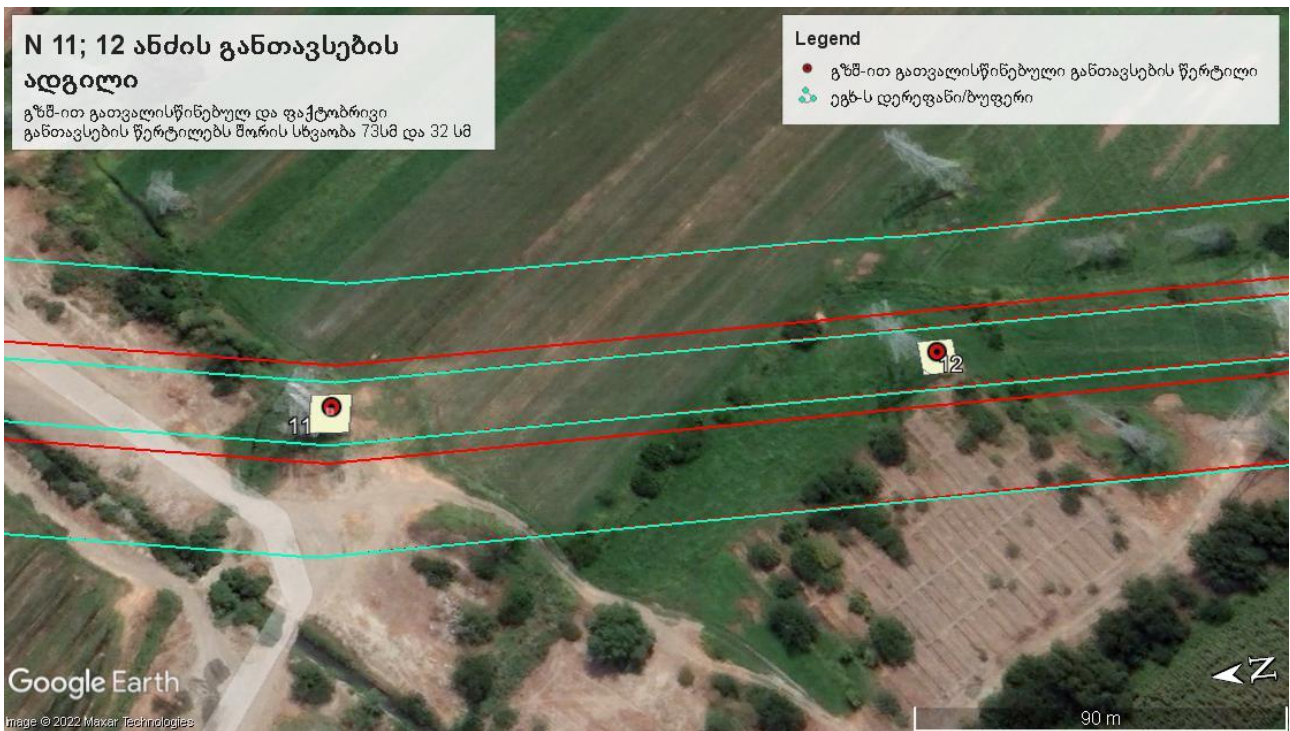 N 11; 12 ანძის განთავსების
ადგილი
გზშ-ით გათვალისწინებულ და ფაქტობრივი
განთავსების წერტილებს შორის სხვაობა 73სმ და 32 სმ
Legend
გზშ-ით გათვალისწინებული განთავსების წერტილი
ეგხ-ს დერეფანი/ბუფერი
11
12
Google Earth
Image © 2022 Maxar Technologies
N
90 m